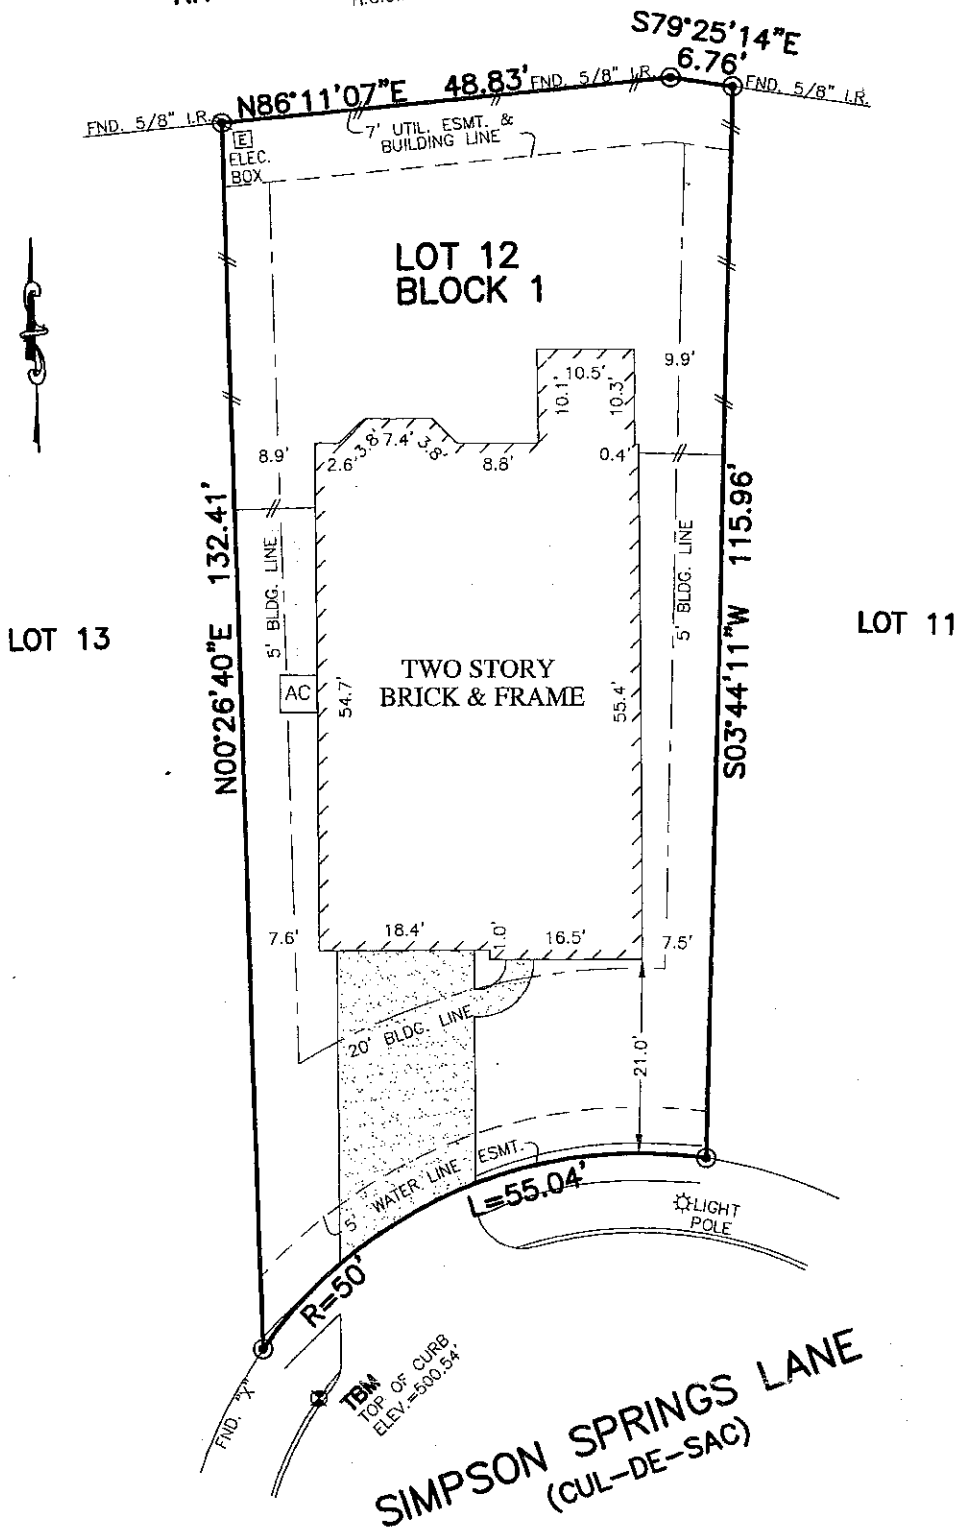 S79°25'14"E
6.76'
N86°11'07"E 48.83'
FND. 5/8" I.R.
FND. 5/8" I.R.
FND. 5/8" I.R.
E
ELEC.
BOX
7' UTIL. ESMT. &
BUILDING LINE
LOT 12
BLOCK 1
9.9'
10.5'
10.1'
10.3'
8.9'
2.6'
3.8'
7.4'
3.8'
8.8'
0.4'
N00°26'40"E 132.41'
5' BLDG. LINE
5' BLDG. LINE
S03°44'11"W 115.96'
LOT 13
LOT 11
AC
54.7'
TWO STORY
BRICK & FRAME
55.4'
7.6'
18.4'
1.0'
16.5'
7.5'
20' BLDG. LINE
21.0'
5' WATER LINE ESMT.
L=55.04'
R=50'
LIGHT
POLE
FND. "X"
TBM
TOP OF CURB
ELEV.=500.54'
SIMPSON SPRINGS LANE
(CUL-DE-SAC)